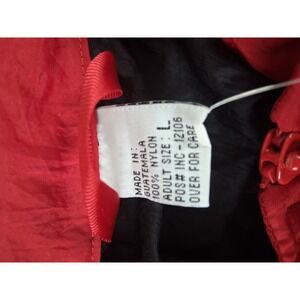 MADE IN:
GUATEMALA
100% NYLON
ADULT SIZE: L
POS# INC-12106
OVER FOR CARE